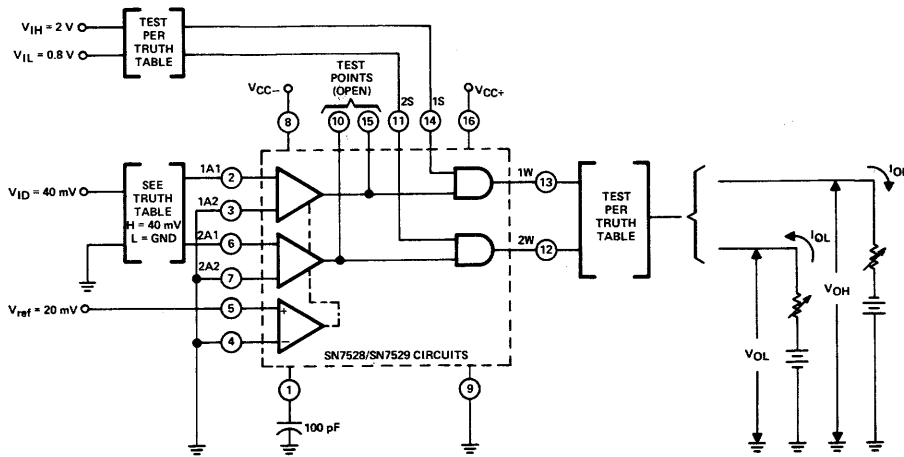 VIH = 2 V
VIL = 0.8 V
TEST
PER
TRUTH
TABLE
TEST
POINTS
(OPEN)
VCC−
2S
1S
VCC+
8
10
15
11
14
16
VID = 40 mV
SEE
TRUTH
TABLE
H = 40 mV
L = GND
1A1
2
1A2
3
2A1
6
2A2
7
Vref = 20 mV
5
+
4
−
SN7528/SN7529 CIRCUITS
1
9
100 pF
1W
13
2W
12
TEST
PER
TRUTH
TABLE
IOL
VOL
VOH